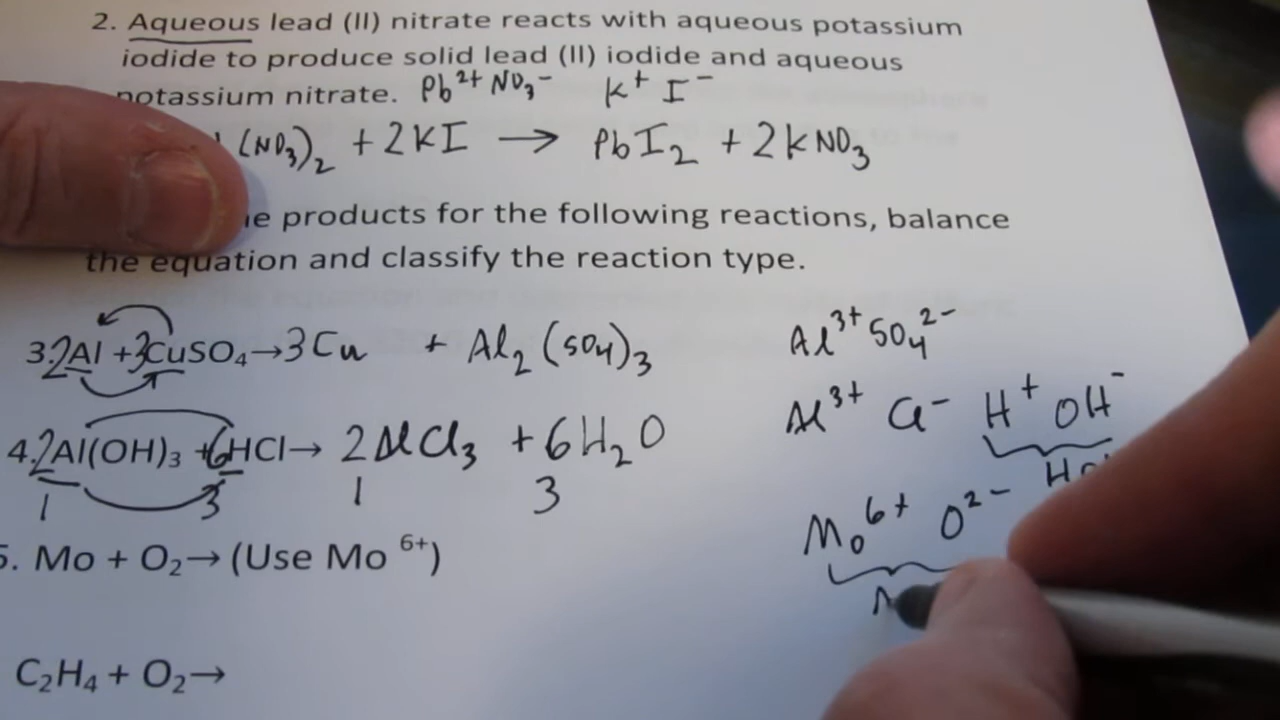 2. Aqueous lead (II) nitrate reacts with aqueous potassium
iodide to produce solid lead (II) iodide and aqueous
potassium nitrate. Pb²⁺ NO₃⁻ K⁺ I⁻
(NO₃)₂ + 2KI → PbI₂ + 2KNO₃
products for the following reactions, balance
the equation and classify the reaction type.
3. 2Al + 3CuSO₄ → 3Cu + Al₂(SO₄)₃ Al³⁺ SO₄²⁻
Al³⁺ Cl⁻ H⁺ OH⁻
4. 2Al(OH)₃ + 6HCl → 2AlCl₃ + 6H₂O
1 3 1 3
Mo⁶⁺ O²⁻
5. Mo + O₂ → (Use Mo ⁶⁺)
C₂H₄ + O₂ →